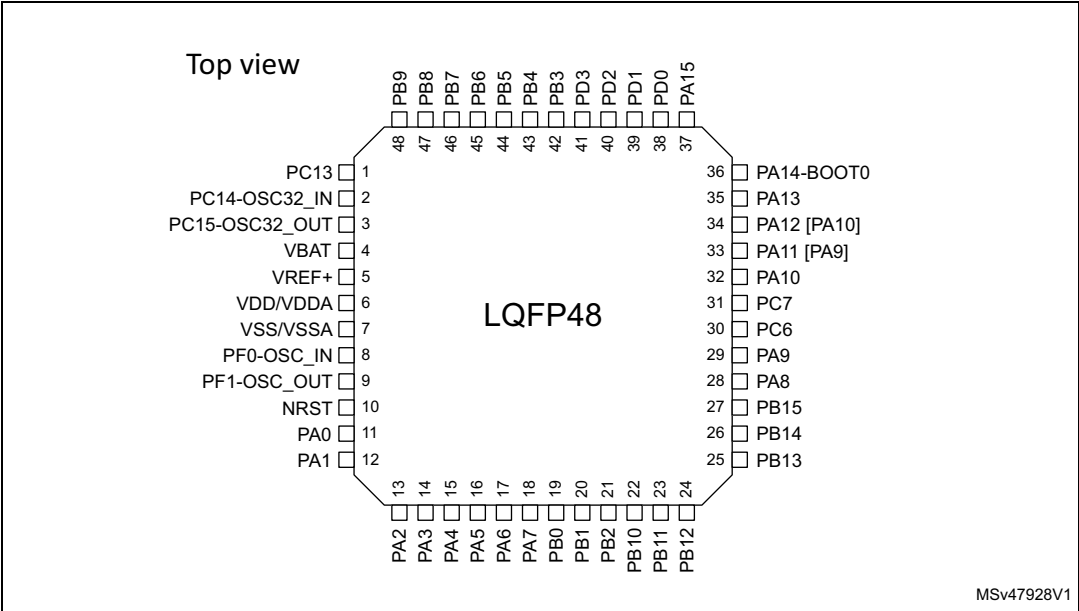 Top view
PB9
PB8
PB7
PB6
PB5
PB4
PB3
PD3
PD2
PD1
PD0
PA15
48
47
46
45
44
43
42
41
40
39
38
37
PC13 1
PC14-OSC32_IN 2
PC15-OSC32_OUT 3
VBAT 4
VREF+ 5
VDD/VDDA 6
VSS/VSSA 7
PF0-OSC_IN 8
PF1-OSC_OUT 9
NRST 10
PA0 11
PA1 12
LQFP48
36 PA14-BOOT0
35 PA13
34 PA12 [PA10]
33 PA11 [PA9]
32 PA10
31 PC7
30 PC6
29 PA9
28 PA8
27 PB15
26 PB14
25 PB13
13
14
15
16
17
18
19
20
21
22
23
24
PA2
PA3
PA4
PA5
PA6
PA7
PB0
PB1
PB2
PB10
PB11
PB12
MSv47928V1